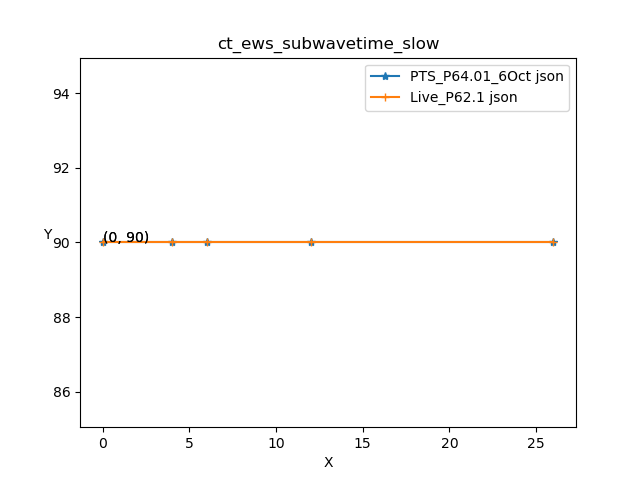 ct_ews_subwavetime_slow
PTS_P64.01_6Oct json
Live_P62.1 json
94
92
Y
90
(0, 90)
88
86
0 5 10 15 20 25
X